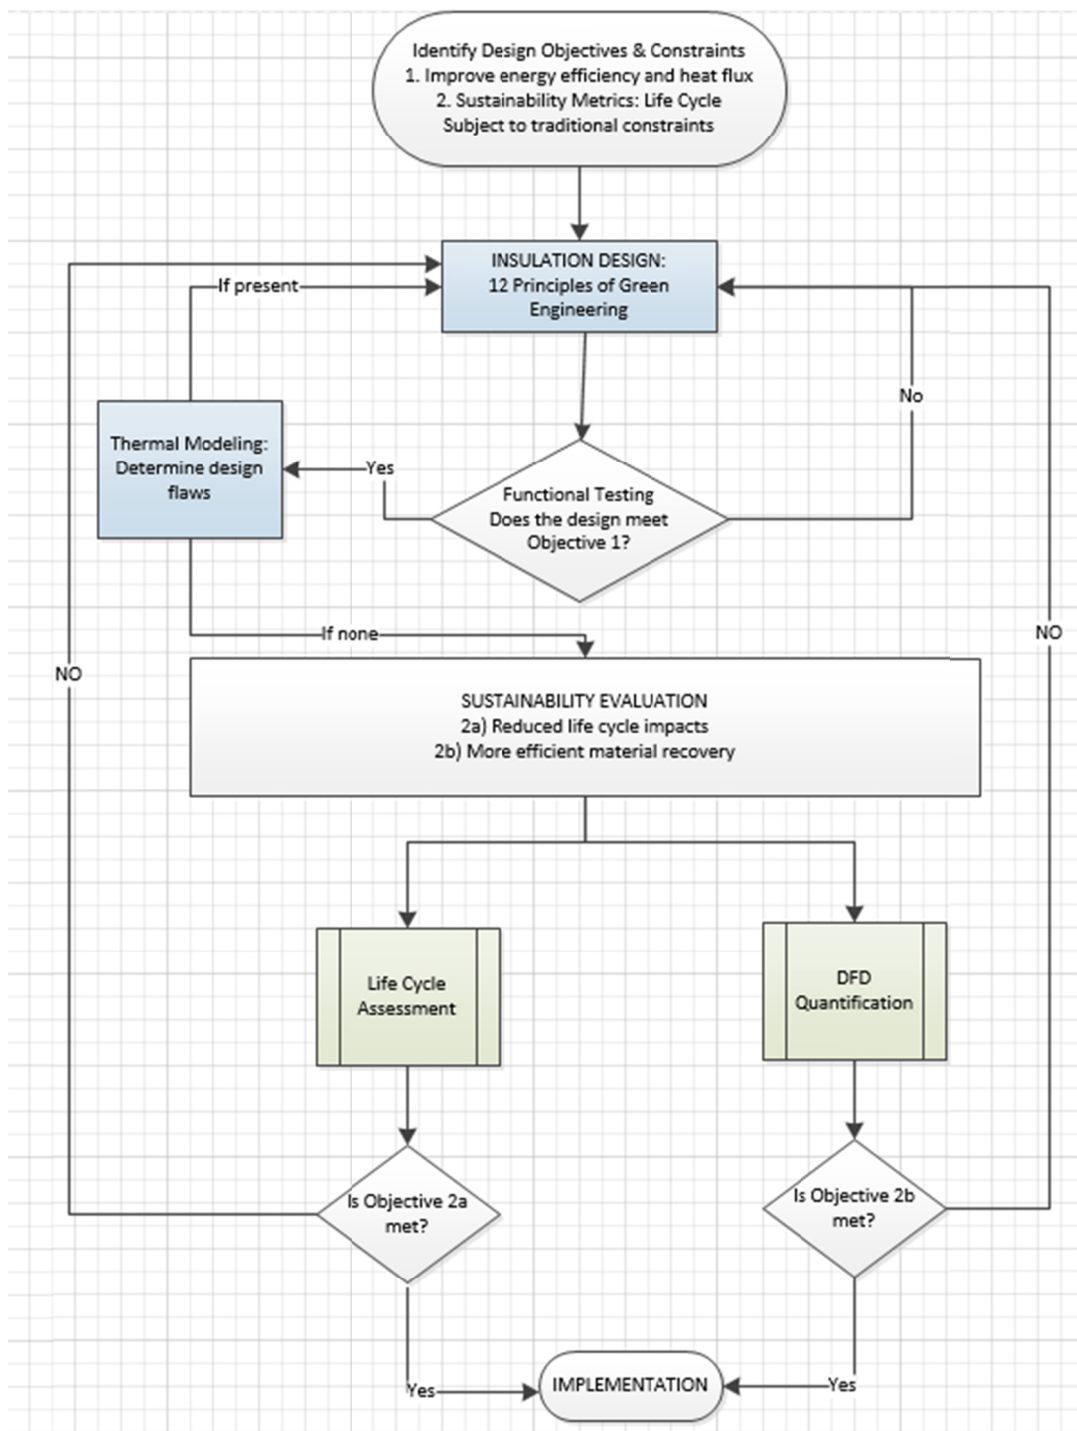 Identify Design Objectives & Constraints
1. Improve energy efficiency and heat flux
2. Sustainability Metrics: Life Cycle
Subject to traditional constraints
INSULATION DESIGN:
12 Principles of Green
Engineering
If present
No
Thermal Modeling:
Determine design
flaws
Yes
Functional Testing
Does the design meet
Objective 1?
If none
NO
NO
SUSTAINABILITY EVALUATION
2a) Reduced life cycle impacts
2b) More efficient material recovery
Life Cycle
Assessment
DFD
Quantification
Is Objective 2a
met?
Is Objective 2b
met?
Yes
IMPLEMENTATION
Yes